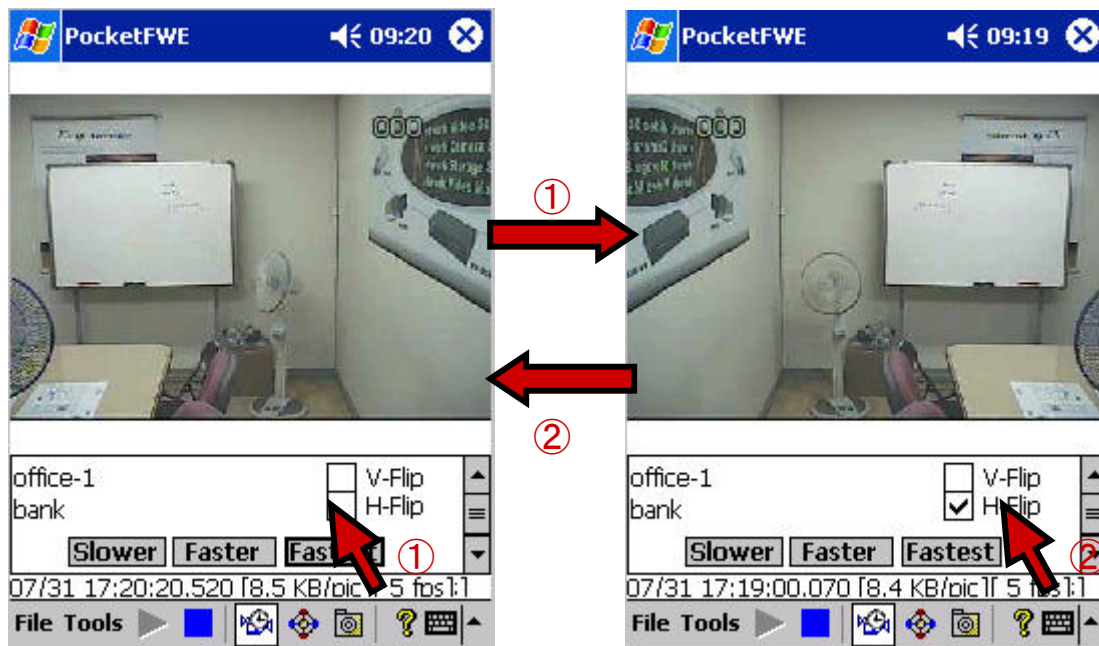 PocketFWE 09:20
office-1
V-Flip
bank
H-Flip
Slower Faster
①
07/31 17:20:20.520 [8.5 KB/pic][ 5 fps]:]
File Tools
①
②
PocketFWE 09:19
office-1
V-Flip
bank
H-Flip
Slower Faster Fastest
②
07/31 17:19:00.070 [8.4 KB/pic][ 5
File Tools